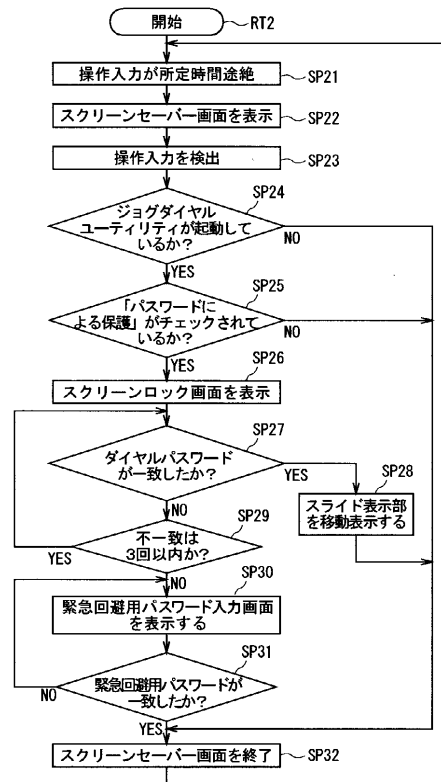 開始
RT2
操作入力が所定時間途絶
SP21
スクリーンセーバー画面を表示
SP22
操作入力を検出
SP23
SP24
ジョグダイヤル
ユーティリティが起動して
いるか?
NO
YES
SP25
「パスワードに
よる保護」がチェックされて
いるか?
NO
YES
SP26
スクリーンロック画面を表示
SP27
ダイヤルパスワード
が一致したか?
YES
SP28
スライド表示部
を移動表示する
NO
SP29
不一致は
3回以内か?
YES
NO
SP30
緊急回避用パスワード入力画面
を表示する
SP31
緊急回避用パスワードが
一致したか?
NO
YES
スクリーンセーバー画面を終了
SP32